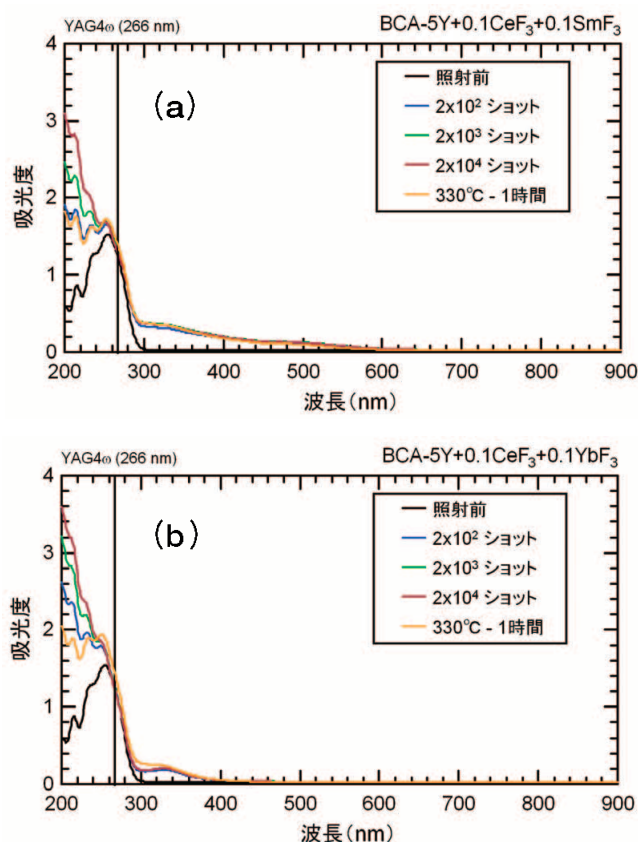 YAG4ω (266 nm) BCA-5Y+0.1CeF₃+0.1SmF₃
(a)
照射前
2x10² ショット
2x10³ ショット
2x10⁴ ショット
330℃ - 1時間
吸光度
4
3
2
1
0
200 300 400 500 600 700 800 900
波長(nm)
YAG4ω (266 nm) BCA-5Y+0.1CeF₃+0.1YbF₃
(b)
照射前
2x10² ショット
2x10³ ショット
2x10⁴ ショット
330℃ - 1時間
吸光度
4
3
2
1
0
200 300 400 500 600 700 800 900
波長(nm)